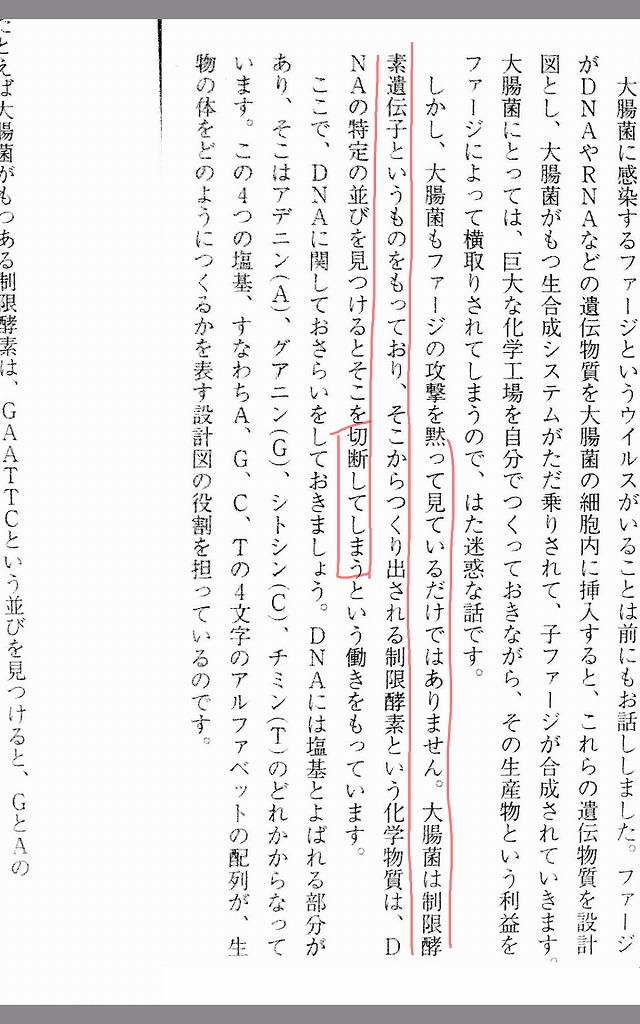 大腸菌に感染するファージというウイルスがいることは前にもお話ししました。ファージ
がDNAやRNAなどの遺伝物質を大腸菌の細胞内に挿入すると、これらの遺伝物質を設計
図とし、大腸菌がもつ生合成システムがただ乗りされて、子ファージが合成されていきます。
大腸菌にとっては、巨大な化学工場を自分でつくっておきながら、その生産物という利益を
ファージによって横取りされてしまうので、はた迷惑な話です。
しかし、大腸菌もファージの攻撃を黙って見ているだけではありません。大腸菌は制限酵
素遺伝子というものをもっており、そこからつくり出される制限酵素という化学物質は、D
NAの特定の並びを見つけるとそこを切断してしまうという働きをもっています。
ここで、DNAに関しておさらいをしておきましょう。DNAには塩基とよばれる部分が
あり、そこはアデニン(A)、グアニン(G)、シトシン(C)、チミン(T)のどれかからなって
います。この4つの塩基、すなわちA、G、C、Tの4文字のアルファベットの配列が、生
物の体をどのようにつくるかを表す設計図の役割を担っているのです。
たとえば大腸菌がもつある制限酵素は、GAATTCという並びを見つけると、GとAの